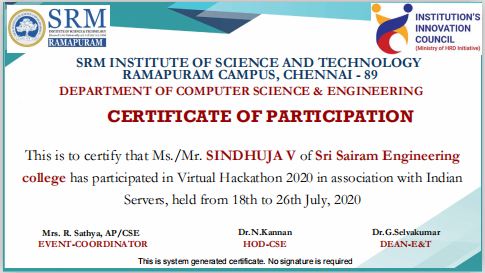 SRM
INSTITUTE OF SCIENCE & TECHNOLOGY
RAMAPURAM
INSTITUTION'S
INNOVATION
COUNCIL
(Ministry of HRD Initiative)
SRM INSTITUTE OF SCIENCE AND TECHNOLOGY
RAMAPURAM CAMPUS, CHENNAI - 89
DEPARTMENT OF COMPUTER SCIENCE & ENGINEERING
CERTIFICATE OF PARTICIPATION
This is to certify that Ms./Mr. SINDHUJA V of Sri Sairam Engineering
college has participated in Virtual Hackathon 2020 in association with Indian
Servers, held from 18th to 26th July, 2020
Mrs. R. Sathya, AP/CSE
EVENT-COORDINATOR
Dr.N.Kannan
HOD-CSE
Dr.G.Selvakumar
DEAN-E&T
This is system generated certificate. No signature is required